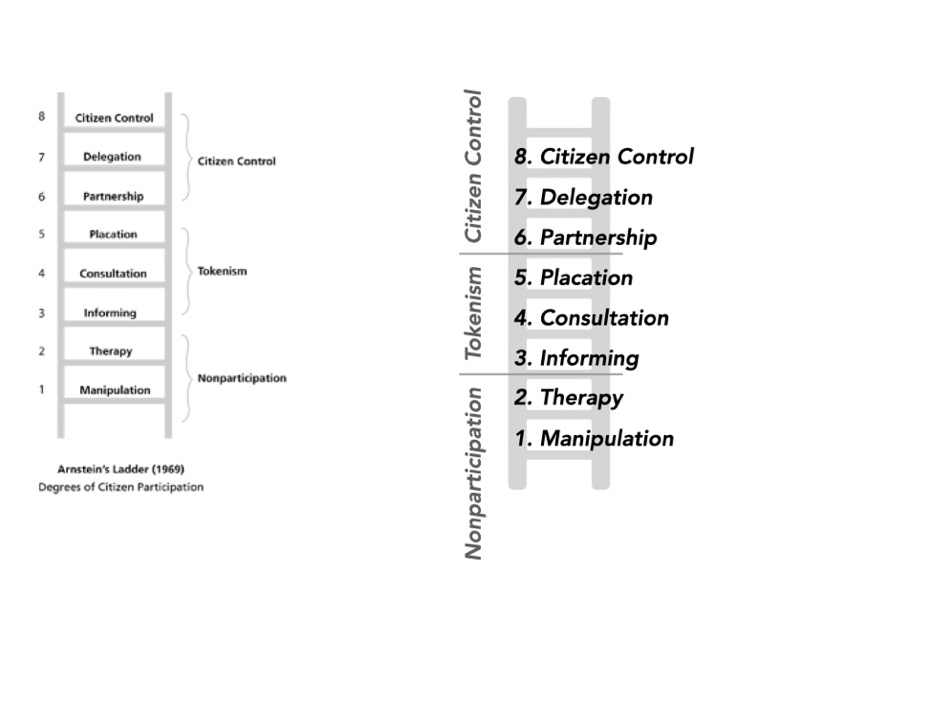 8 Citizen Control
7 Delegation
6 Partnership
Citizen Control
5 Placation
4 Consultation
3 Informing
Tokenism
2 Therapy
1 Manipulation
Nonparticipation
Arnstein's Ladder (1969)
Degrees of Citizen Participation
Citizen Control
8. Citizen Control
7. Delegation
6. Partnership
Tokenism
5. Placation
4. Consultation
3. Informing
Nonparticipation
2. Therapy
1. Manipulation